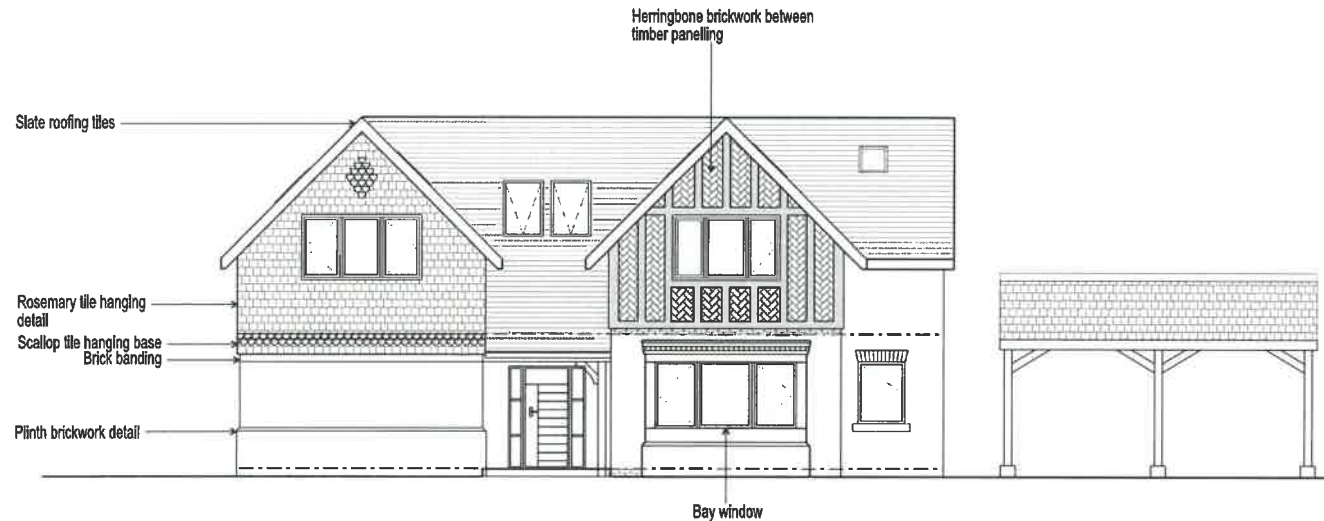 Herringbone brickwork between
timber panelling
Slate roofing tiles
Rosemary tile hanging
detail
Scallop tile hanging base
Brick banding
Plinth brickwork detail
Bay window